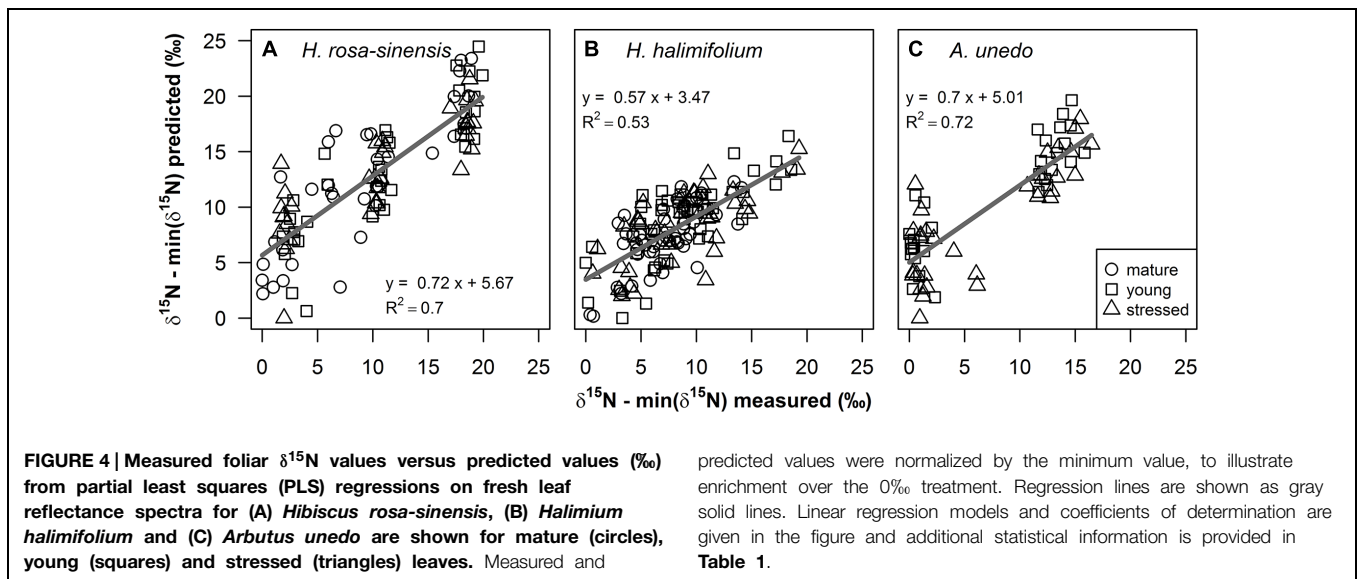 A H. rosa-sinensis
B H. halimifolium
C A. unedo
δ¹⁵N - min(δ¹⁵N) predicted (‰)
25
20
15
10
5
0
y = 0.72 x + 5.67
R² = 0.7
y = 0.57 x + 3.47
R² = 0.53
y = 0.7 x + 5.01
R² = 0.72
mature
young
stressed
0 5 10 15 20 25
0 5 10 15 20 25
0 5 10 15 20 25
δ¹⁵N - min(δ¹⁵N) measured (‰)
FIGURE 4 | Measured foliar δ¹⁵N values versus predicted values (‰)
from partial least squares (PLS) regressions on fresh leaf
reflectance spectra for (A) Hibiscus rosa-sinensis, (B) Halimium
halimifolium and (C) Arbutus unedo are shown for mature (circles),
young (squares) and stressed (triangles) leaves. Measured and
predicted values were normalized by the minimum value, to illustrate
enrichment over the 0‰ treatment. Regression lines are shown as gray
solid lines. Linear regression models and coefficients of determination are
given in the figure and additional statistical information is provided in
Table 1.